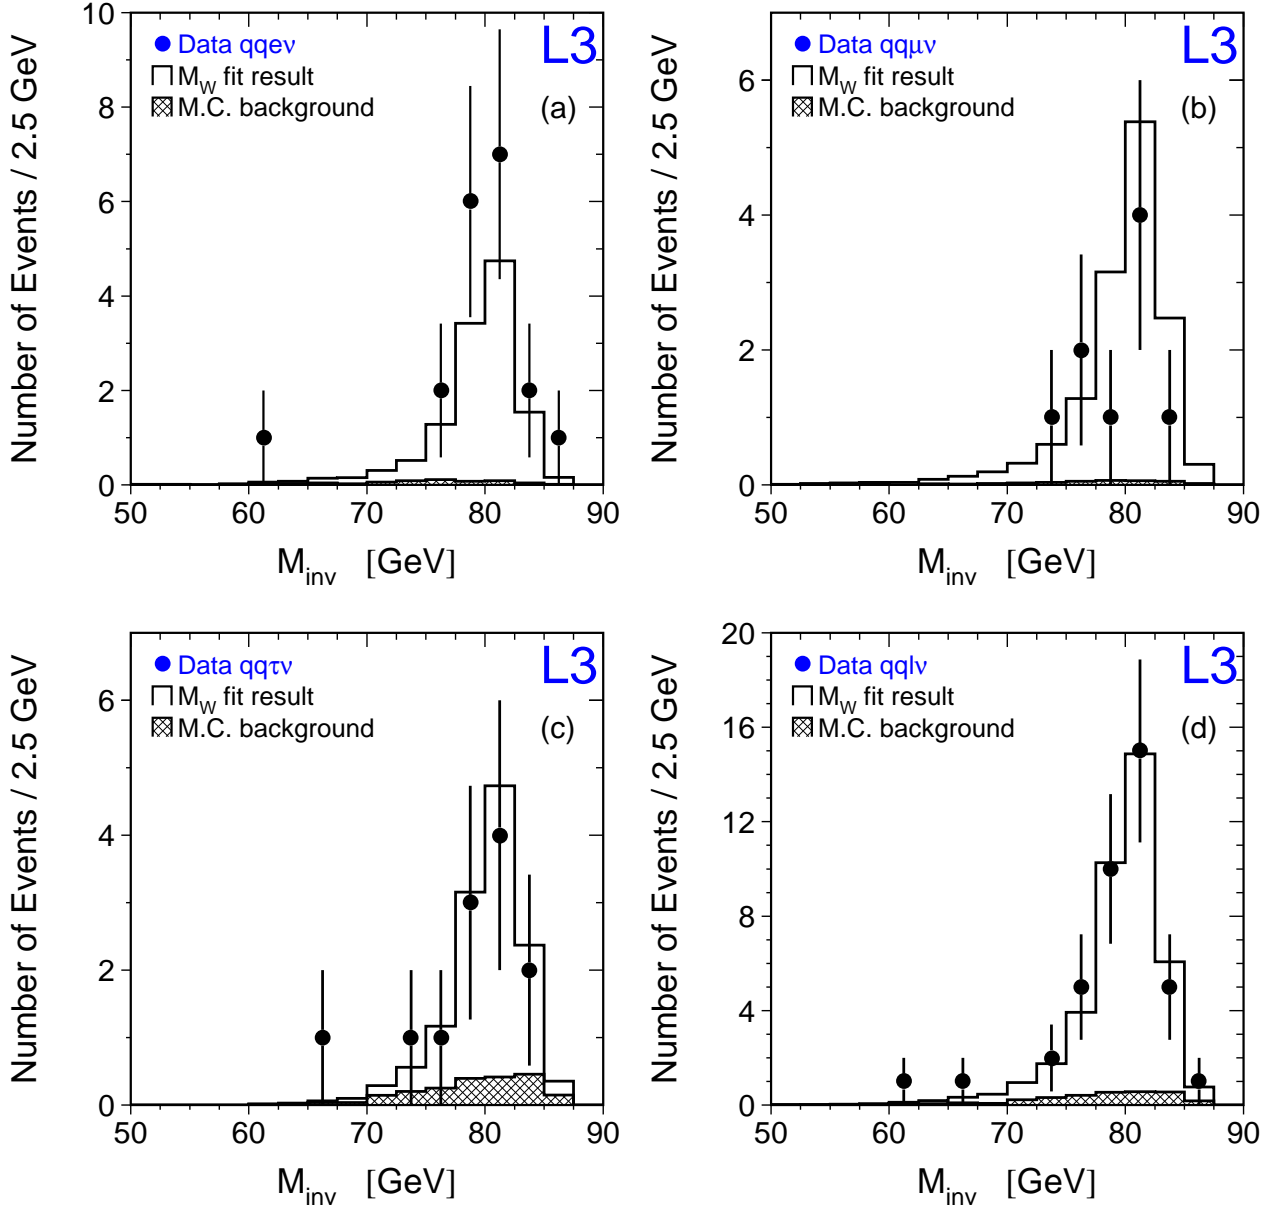 Number of Events / 2.5 GeV
10
8
6
4
2
0
Data qqeν
M_W fit result
M.C. background
L3
(a)
50 60 70 80 90
M_inv [GeV]
Number of Events / 2.5 GeV
6
4
2
0
Data qqμν
M_W fit result
M.C. background
L3
(b)
50 60 70 80 90
M_inv [GeV]
Number of Events / 2.5 GeV
6
4
2
0
Data qqτν
M_W fit result
M.C. background
L3
(c)
50 60 70 80 90
M_inv [GeV]
Number of Events / 2.5 GeV
20
16
12
8
4
0
Data qqlν
M_W fit result
M.C. background
L3
(d)
50 60 70 80 90
M_inv [GeV]